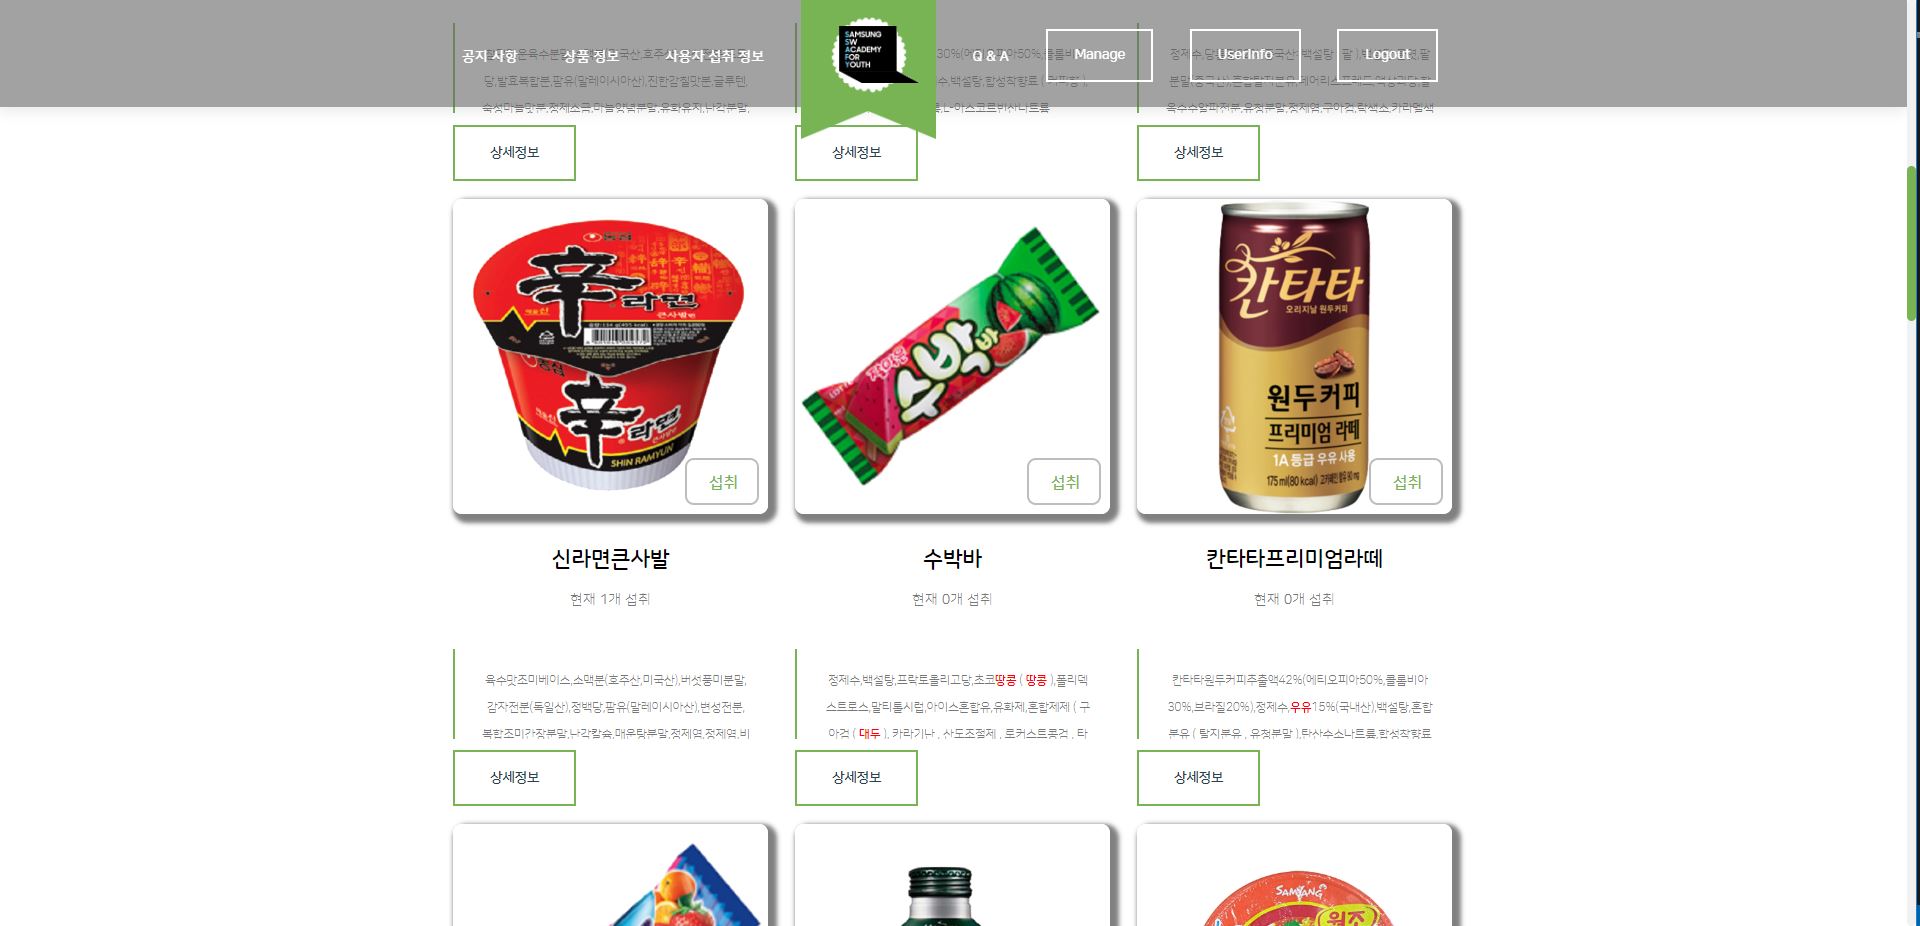 공지 사항
상품 정보
사용자 섭취 정보
SAMSUNG
SW
ACADEMY
FOR
YOUTH
Q & A
Manage
UserInfo
Logout
상세정보
상세정보
상세정보
농심
辛라면
큰사발면
농심
辛라면
SHIN RAMYUN
섭취
수박바
섭취
칸타타
오리지날 원두커피
원두커피
프리미엄 라떼
1A등급 우유 사용
175 ml(80 kcal)
섭취
신라면큰사발
수박바
칸타타프리미엄라떼
현재 1개 섭취
현재 0개 섭취
현재 0개 섭취
육수맛조미베이스,소맥분(호주산,미국산),버섯풍미분말,
감자전분(독일산),정백당,팜유(말레이시아산),변성전분,
복합조미간장분말,난각칼슘,매운탕분말,정제염,정제염,비
정제수,백설탕,프락토올리고당,초코땅콩 ( 땅콩 ),폴리덱
스트로스,말티톨시럽,아이스혼합유,유화제,혼합제제 ( 구
아검 ( 대두 ), 카라기난 , 산도조절제 , 로커스트콩검 , 타
칸타타원두커피추출액42%(에티오피아50%,콜롬비아
30%,브라질20%),정제수,우유15%(국내산),백설탕,혼합
분유 ( 탈지분유 , 유청분말 ),탄산수소나트륨,합성착향료
상세정보
상세정보
상세정보
SAMYANG
원조